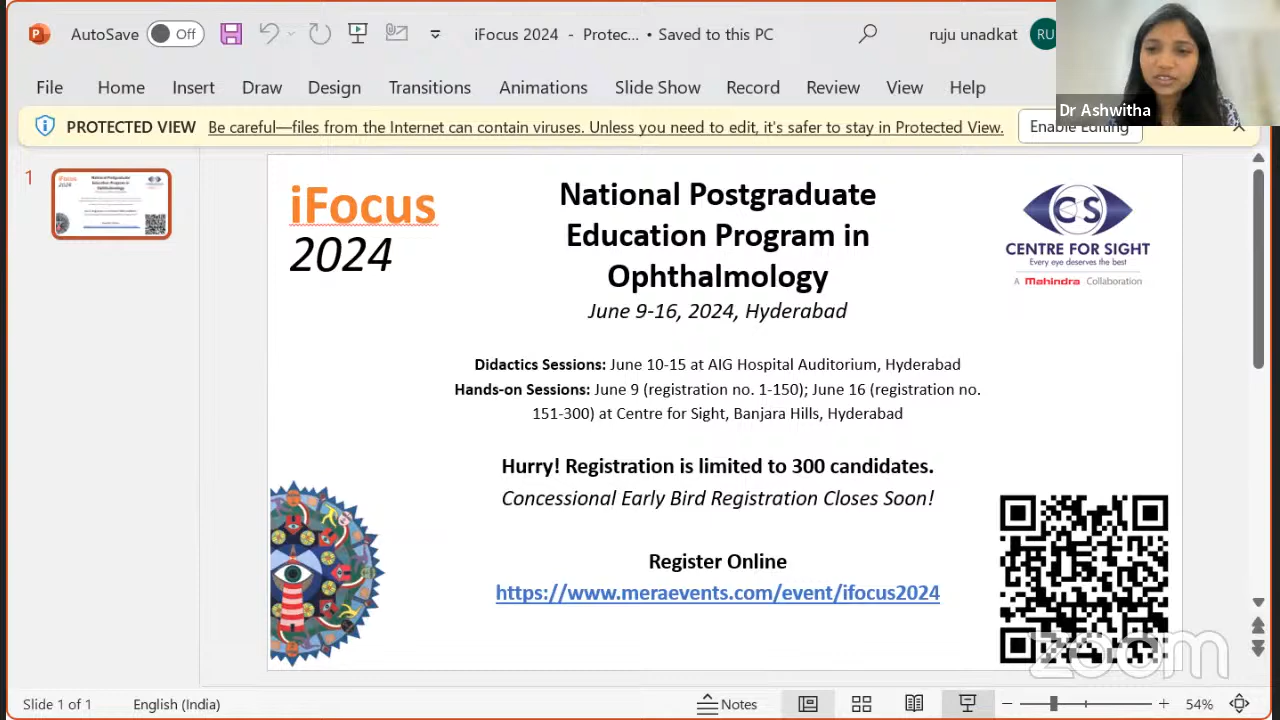 AutoSave Off iFocus 2024 - Protec... • Saved to this PC ruju unadkat RU
File Home Insert Draw Design Transitions Animations Slide Show Record Review View Help
Dr Ashwitha
PROTECTED VIEW Be careful—files from the Internet can contain viruses. Unless you need to edit, it's safer to stay in Protected View. Enable Editing
1
iFocus
2024
National Postgraduate
Education Program in
Ophthalmology
June 9-16, 2024, Hyderabad
CS
CENTRE FOR SIGHT
Every eye deserves the best
A Mahindra Collaboration
Didactics Sessions: June 10-15 at AIG Hospital Auditorium, Hyderabad
Hands-on Sessions: June 9 (registration no. 1-150); June 16 (registration no.
151-300) at Centre for Sight, Banjara Hills, Hyderabad
Hurry! Registration is limited to 300 candidates.
Concessional Early Bird Registration Closes Soon!
Register Online
https://www.meraevents.com/event/ifocus2024
zoom
Slide 1 of 1 English (India) Notes 54%